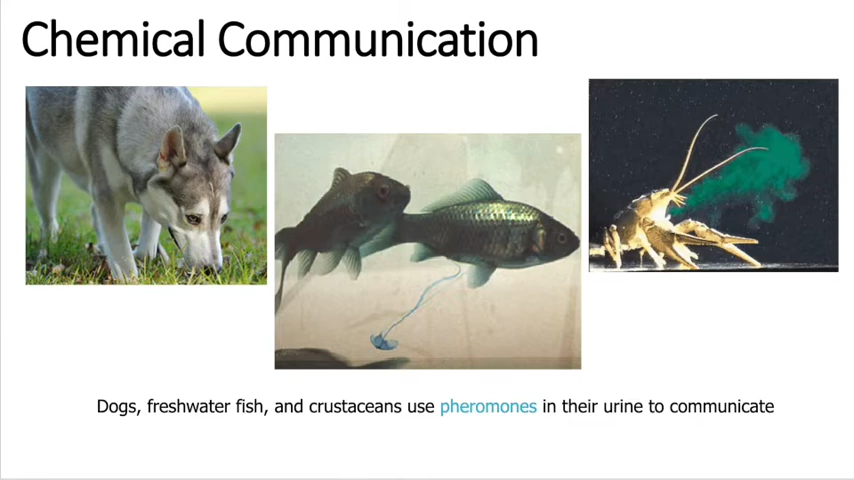 Chemical Communication
Dogs, freshwater fish, and crustaceans use pheromones in their urine to communicate